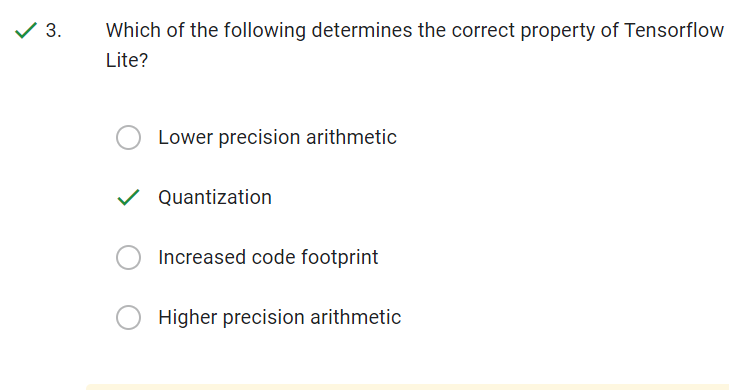 3. Which of the following determines the correct property of Tensorflow
Lite?
Lower precision arithmetic
Quantization
Increased code footprint
Higher precision arithmetic